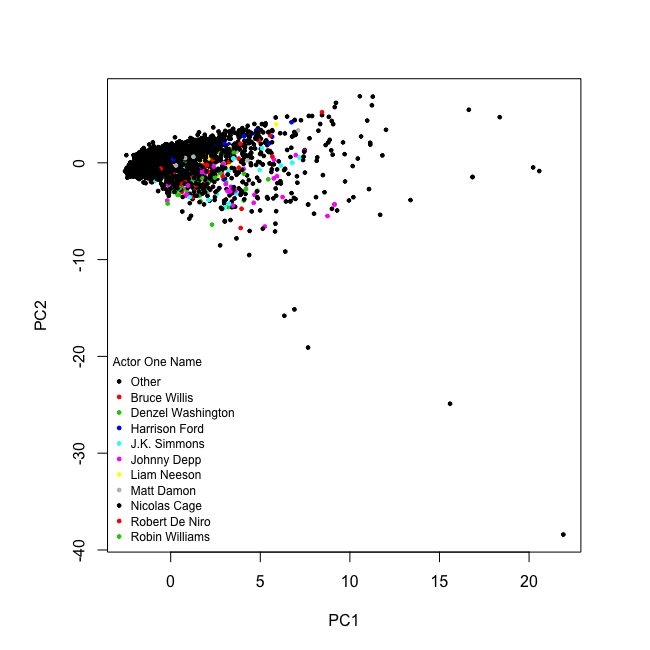 0
-10
-20
-30
-40
PC2
Actor One Name
Other
Bruce Willis
Denzel Washington
Harrison Ford
J.K. Simmons
Johnny Depp
Liam Neeson
Matt Damon
Nicolas Cage
Robert De Niro
Robin Williams
0 5 10 15 20
PC1